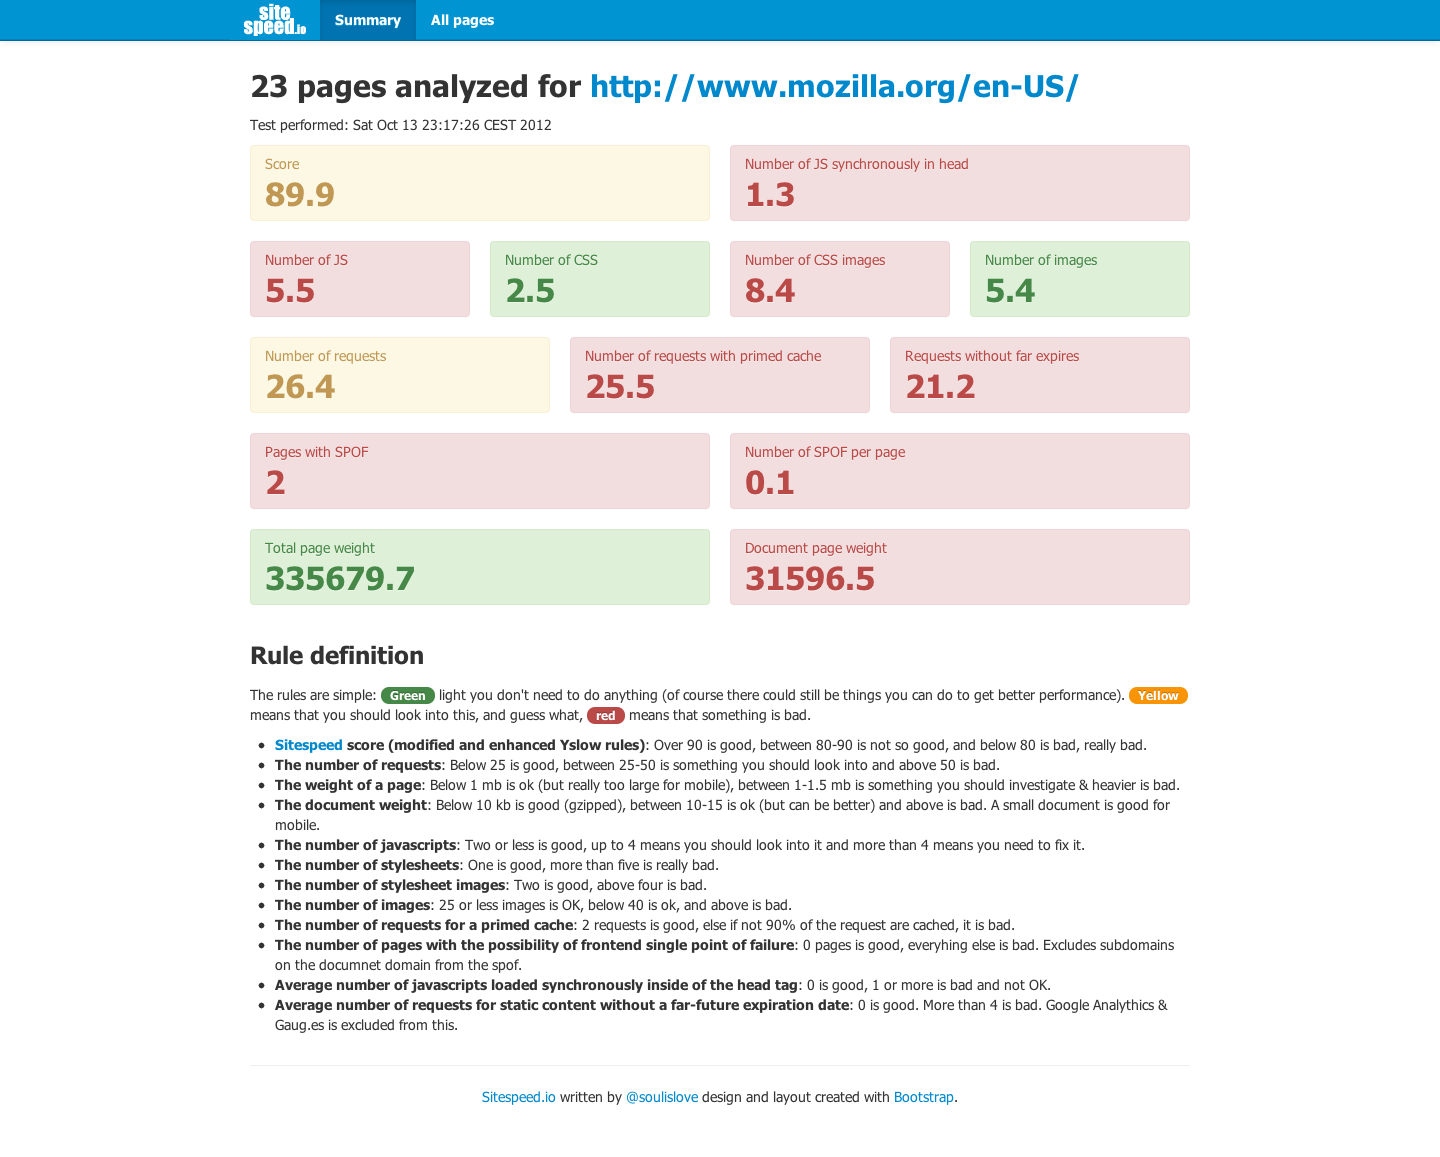 site
speed.io
Summary
All pages
23 pages analyzed for http://www.mozilla.org/en-US/
Test performed: Sat Oct 13 23:17:26 CEST 2012
Score
89.9
Number of JS synchronously in head
1.3
Number of JS
5.5
Number of CSS
2.5
Number of CSS images
8.4
Number of images
5.4
Number of requests
26.4
Number of requests with primed cache
25.5
Requests without far expires
21.2
Pages with SPOF
2
Number of SPOF per page
0.1
Total page weight
335679.7
Document page weight
31596.5
Rule definition
The rules are simple: Green light you don't need to do anything (of course there could still be things you can do to get better performance). Yellow
means that you should look into this, and guess what, red means that something is bad.
• Sitespeed score (modified and enhanced Yslow rules): Over 90 is good, between 80-90 is not so good, and below 80 is bad, really bad.
• The number of requests: Below 25 is good, between 25-50 is something you should look into and above 50 is bad.
• The weight of a page: Below 1 mb is ok (but really too large for mobile), between 1-1.5 mb is something you should investigate & heavier is bad.
• The document weight: Below 10 kb is good (gzipped), between 10-15 is ok (but can be better) and above is bad. A small document is good for
mobile.
• The number of javascripts: Two or less is good, up to 4 means you should look into it and more than 4 means you need to fix it.
• The number of stylesheets: One is good, more than five is really bad.
• The number of stylesheet images: Two is good, above four is bad.
• The number of images: 25 or less images is OK, below 40 is ok, and above is bad.
• The number of requests for a primed cache: 2 requests is good, else if not 90% of the request are cached, it is bad.
• The number of pages with the possibility of frontend single point of failure: 0 pages is good, everyhing else is bad. Excludes subdomains
on the documnet domain from the spof.
• Average number of javascripts loaded synchronously inside of the head tag: 0 is good, 1 or more is bad and not OK.
• Average number of requests for static content without a far-future expiration date: 0 is good. More than 4 is bad. Google Analythics &
Gaug.es is excluded from this.
Sitespeed.io written by @soulislove design and layout created with Bootstrap.